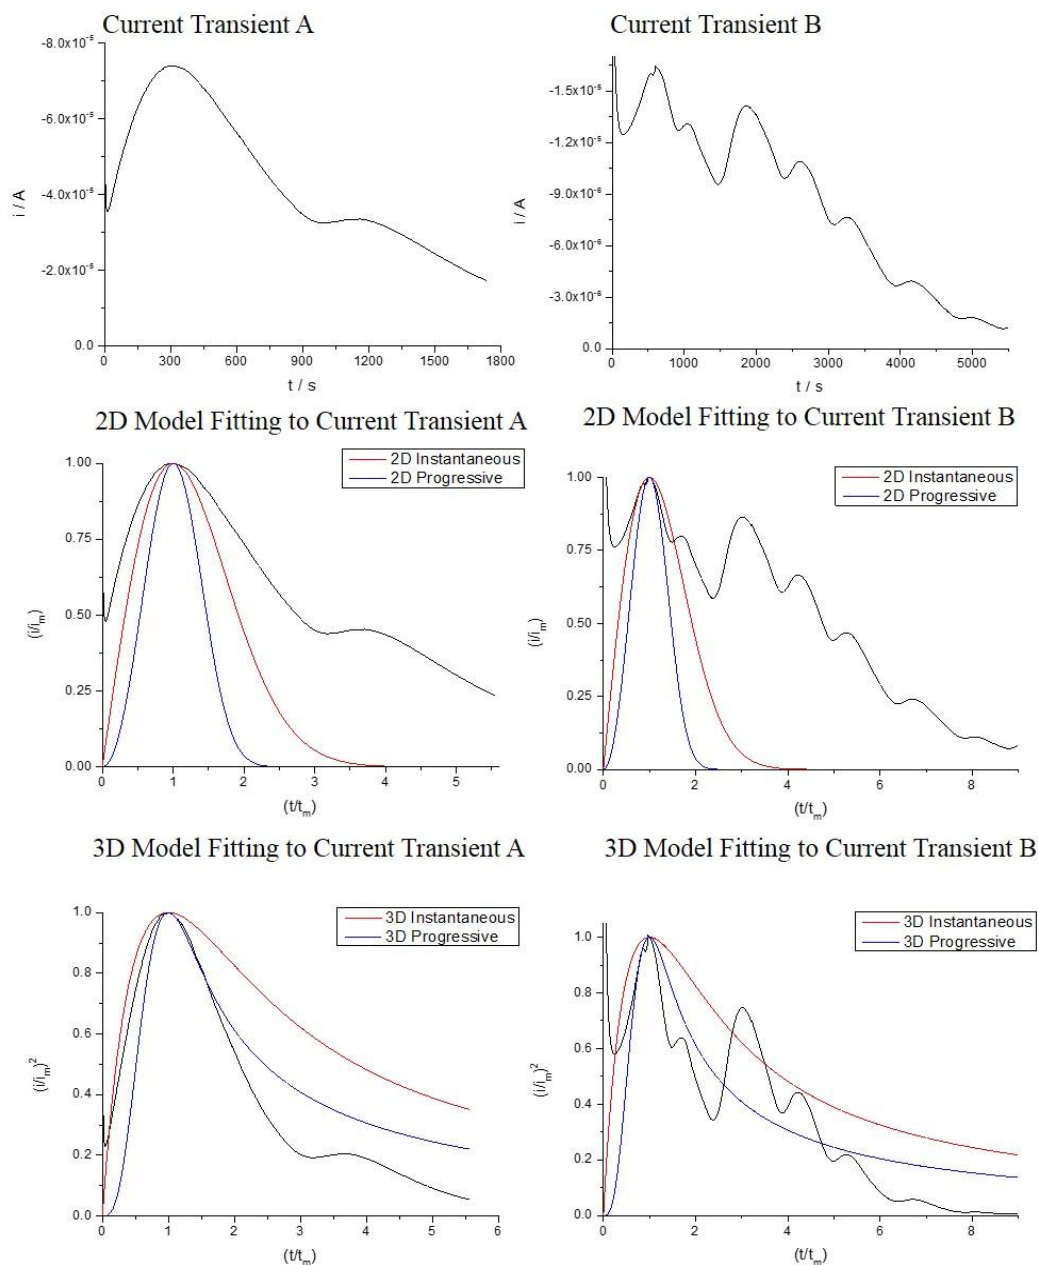 Current Transient A
-8.0x10⁻⁵
-6.0x10⁻⁵
-4.0x10⁻⁵
-2.0x10⁻⁵
0.0
i / A
0 300 600 900 1200 1500 1800
t / s
Current Transient B
-1.5x10⁻⁵
-1.2x10⁻⁵
-9.0x10⁻⁶
-6.0x10⁻⁶
-3.0x10⁻⁶
0.0
i / A
0 1000 2000 3000 4000 5000
t / s
2D Model Fitting to Current Transient A
2D Instantaneous
2D Progressive
1.00
0.75
0.50
0.25
0.00
(i/iₘ)
0 1 2 3 4 5
(t/tₘ)
2D Model Fitting to Current Transient B
2D Instantaneous
2D Progressive
1.00
0.75
0.50
0.25
0.00
(i/iₘ)
0 2 4 6 8
(t/tₘ)
3D Model Fitting to Current Transient A
3D Instantaneous
3D Progressive
1.0
0.8
0.6
0.4
0.2
0.0
(i/iₘ)²
0 1 2 3 4 5 6
(t/tₘ)
3D Model Fitting to Current Transient B
3D Instantaneous
3D Progressive
1.0
0.8
0.6
0.4
0.2
0.0
(i/iₘ)²
0 2 4 6 8
(t/tₘ)